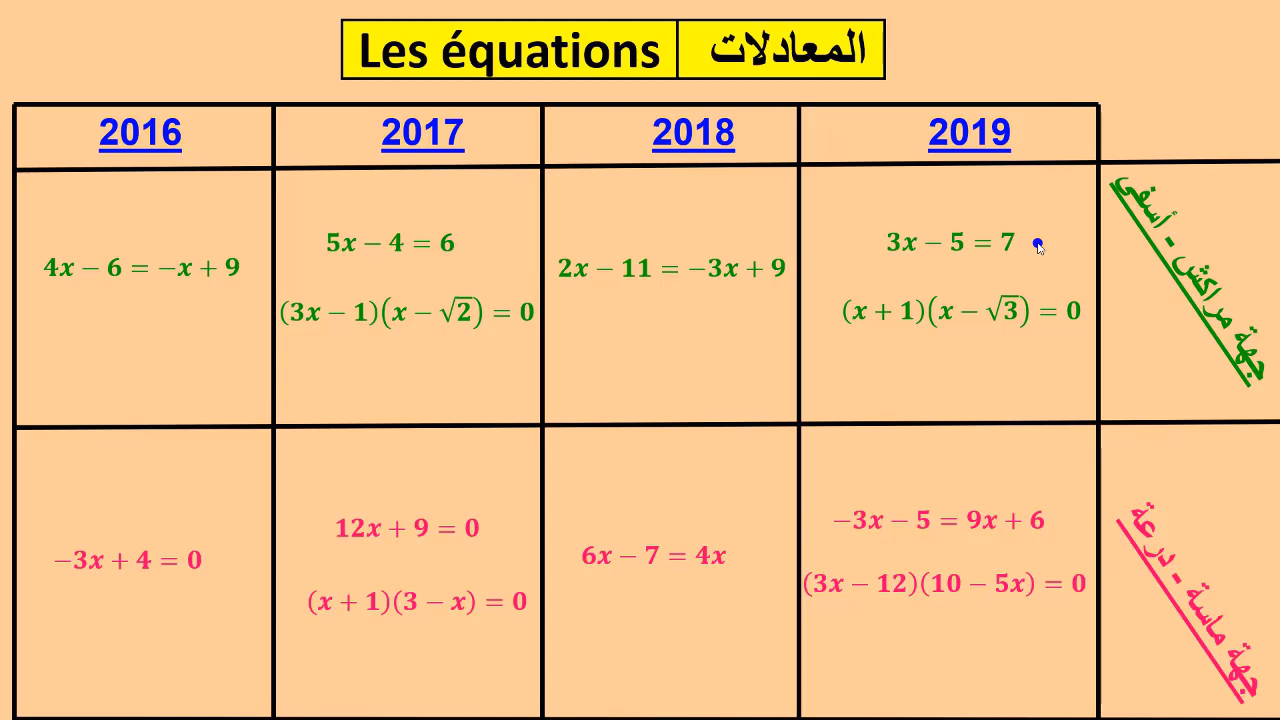 Les équations المعادلات
2016 2017 2018 2019
4x − 6 = −x + 9
5x − 4 = 6
(3x − 1)(x − √2) = 0
2x − 11 = −3x + 9
3x − 5 = 7
(x + 1)(x − √3) = 0
جهة مراكش - أسفي
−3x + 4 = 0
12x + 9 = 0
(x + 1)(3 − x) = 0
6x − 7 = 4x
−3x − 5 = 9x + 6
(3x − 12)(10 − 5x) = 0
جهة ماسة - درعة